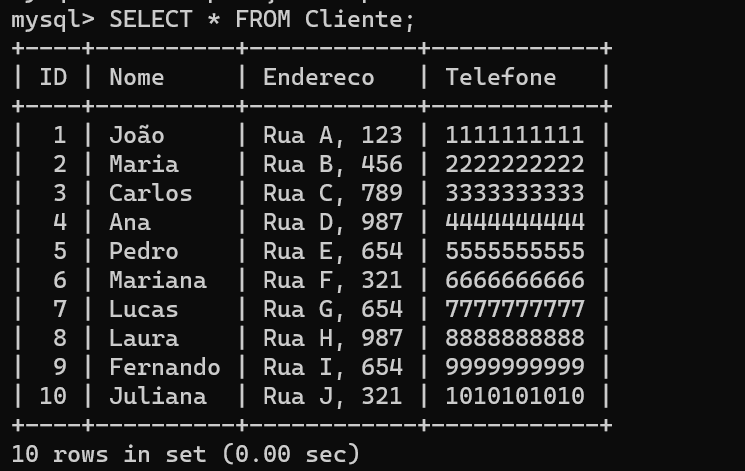 mysql> SELECT * FROM Cliente;
+----+----------+------------+------------+
| ID | Nome     | Endereco   | Telefone   |
+----+----------+------------+------------+
|  1 | João     | Rua A, 123 | 1111111111 |
|  2 | Maria    | Rua B, 456 | 2222222222 |
|  3 | Carlos   | Rua C, 789 | 3333333333 |
|  4 | Ana      | Rua D, 987 | 4444444444 |
|  5 | Pedro    | Rua E, 654 | 5555555555 |
|  6 | Mariana  | Rua F, 321 | 6666666666 |
|  7 | Lucas    | Rua G, 654 | 7777777777 |
|  8 | Laura    | Rua H, 987 | 8888888888 |
|  9 | Fernando | Rua I, 654 | 9999999999 |
| 10 | Juliana  | Rua J, 321 | 1010101010 |
+----+----------+------------+------------+
10 rows in set (0.00 sec)